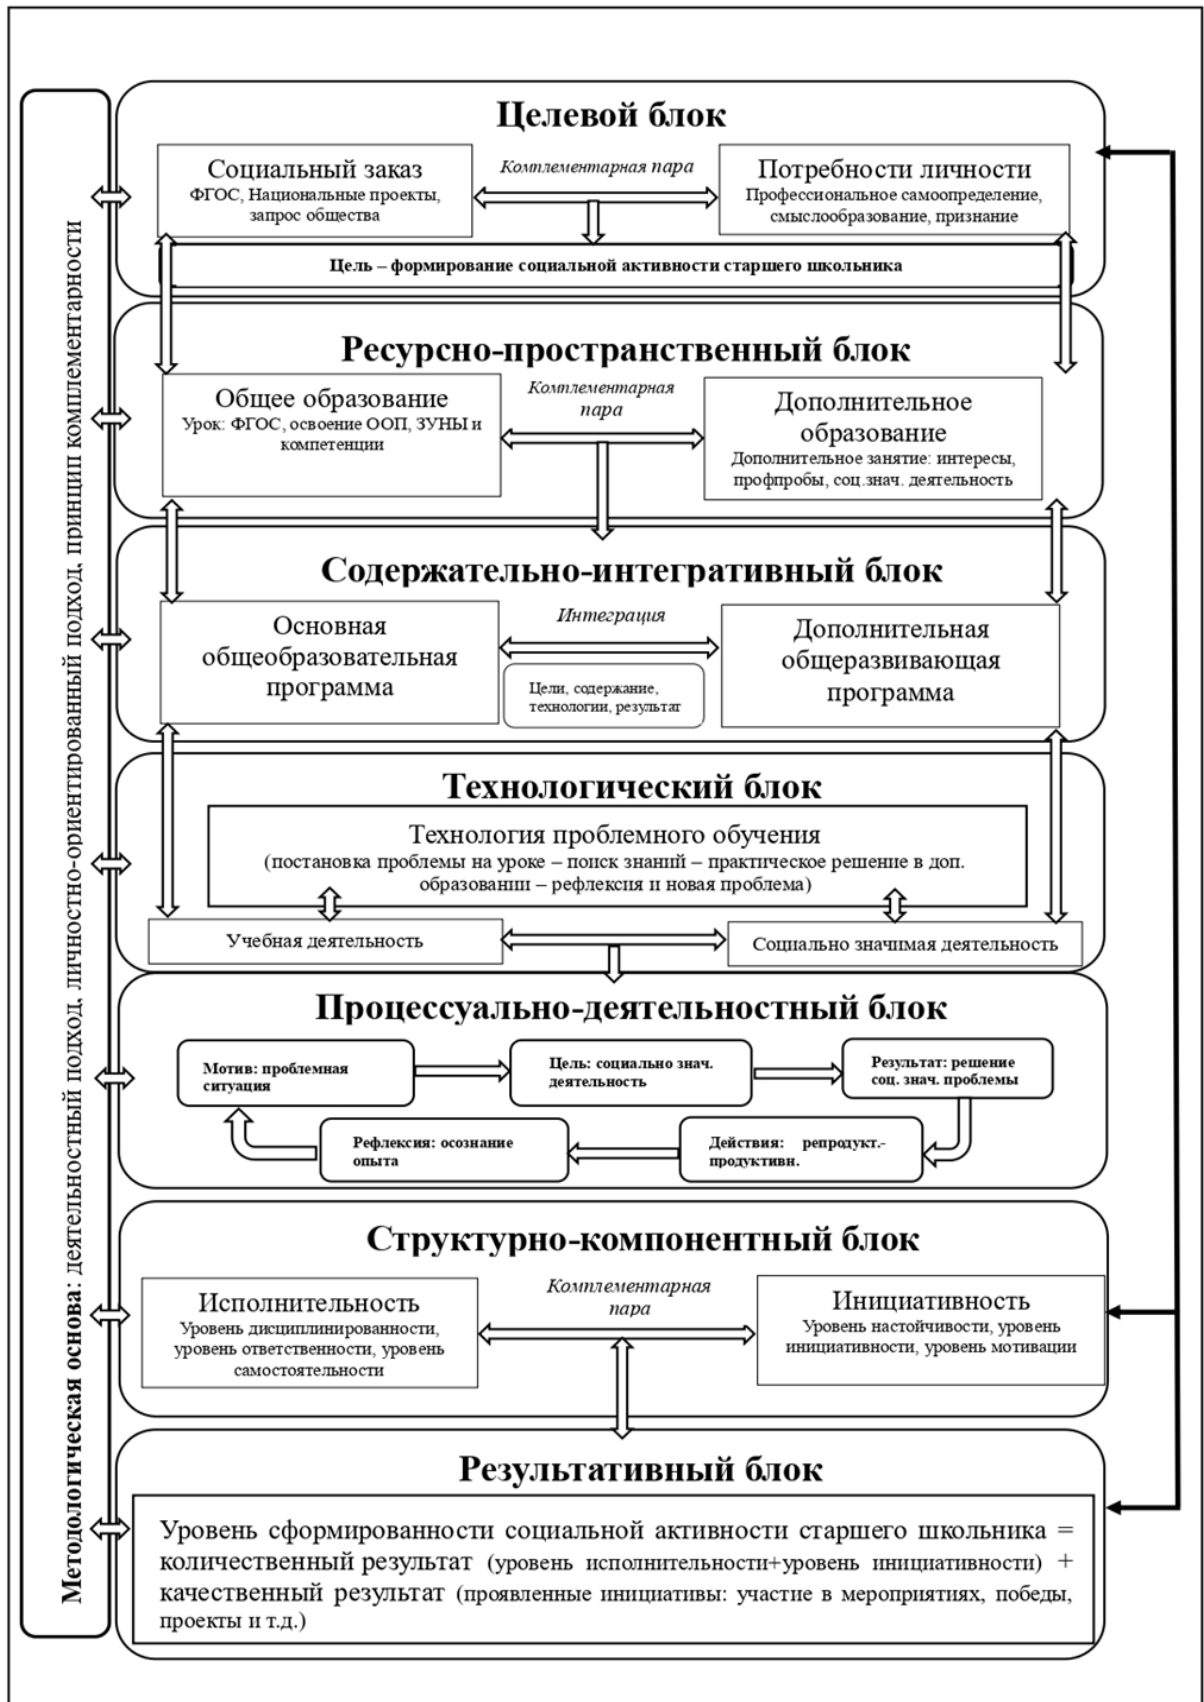 Методологическая основа: деятельностный подход, личностно-ориентированный подход, принцип комплементарности
Целевой блок
Социальный заказ
ФГОС, Национальные проекты,
запрос общества
Комплементарная пара
Потребности личности
Профессиональное самоопределение,
смыслообразование, признание
Цель – формирование социальной активности старшего школьника
Ресурсно-пространственный блок
Общее образование
Урок: ФГОС, освоение ООП, ЗУНЫ и
компетенции
Комплементарная
пара
Дополнительное
образование
Дополнительное занятие: интересы,
профпробы, соц.знач. деятельность
Содержательно-интегративный блок
Основная
общеобразовательная
программа
Интеграция
Цели, содержание,
технологии, результат
Дополнительная
общеразвивающая
программа
Технологический блок
Технология проблемного обучения
(постановка проблемы на уроке – поиск знаний – практическое решение в доп.
образовании – рефлексия и новая проблема)
Учебная деятельность
Социально значимая деятельность
Процессуально-деятельностный блок
Мотив: проблемная
ситуация
Цель: социально знач.
деятельность
Результат: решение
соц. знач. проблемы
Рефлексия: осознание
опыта
Действия: репродукт.-
продуктивн.
Структурно-компонентный блок
Исполнительность
Уровень дисциплинированности,
уровень ответственности, уровень
самостоятельности
Комплементарная
пара
Инициативность
Уровень настойчивости, уровень
инициативности, уровень мотивации
Результативный блок
Уровень сформированности социальной активности старшего школьника =
количественный результат (уровень исполнительности+уровень инициативности) +
качественный результат (проявленные инициативы: участие в мероприятиях, победы,
проекты и т.д.)